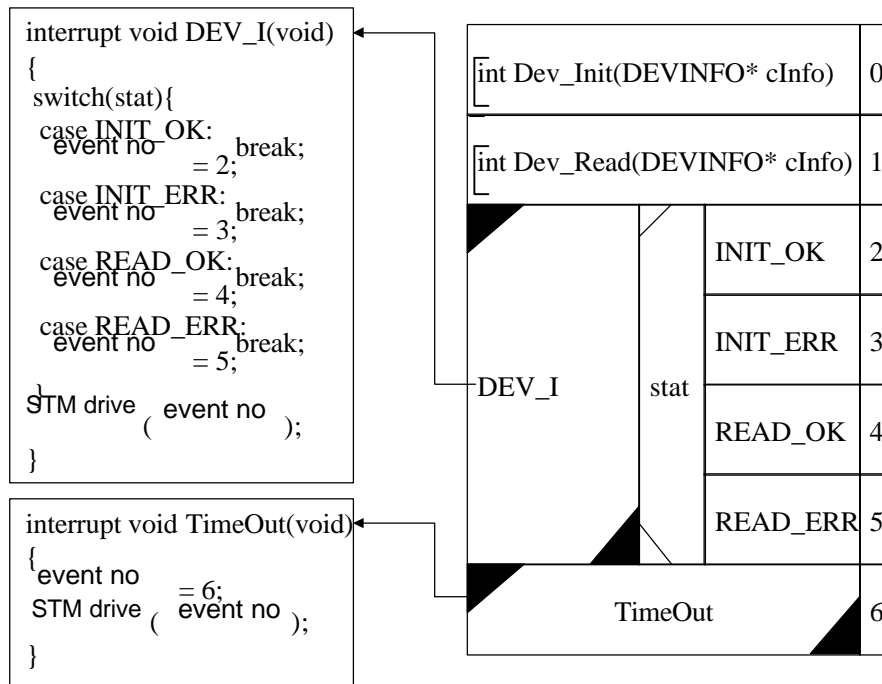 interrupt void DEV_I(void)
{
switch(stat){
case INIT_OK:
event no = 2; break;
case INIT_ERR:
event no = 3; break;
case READ_OK:
event no = 4; break;
case READ_ERR:
event no = 5; break;
}
STM drive ( event no );
}
interrupt void TimeOut(void)
{
event no = 6;
STM drive ( event no );
}
int Dev_Init(DEVINFO* cInfo) 0
int Dev_Read(DEVINFO* cInfo) 1
DEV_I
stat
INIT_OK 2
INIT_ERR 3
READ_OK 4
READ_ERR 5
TimeOut 6